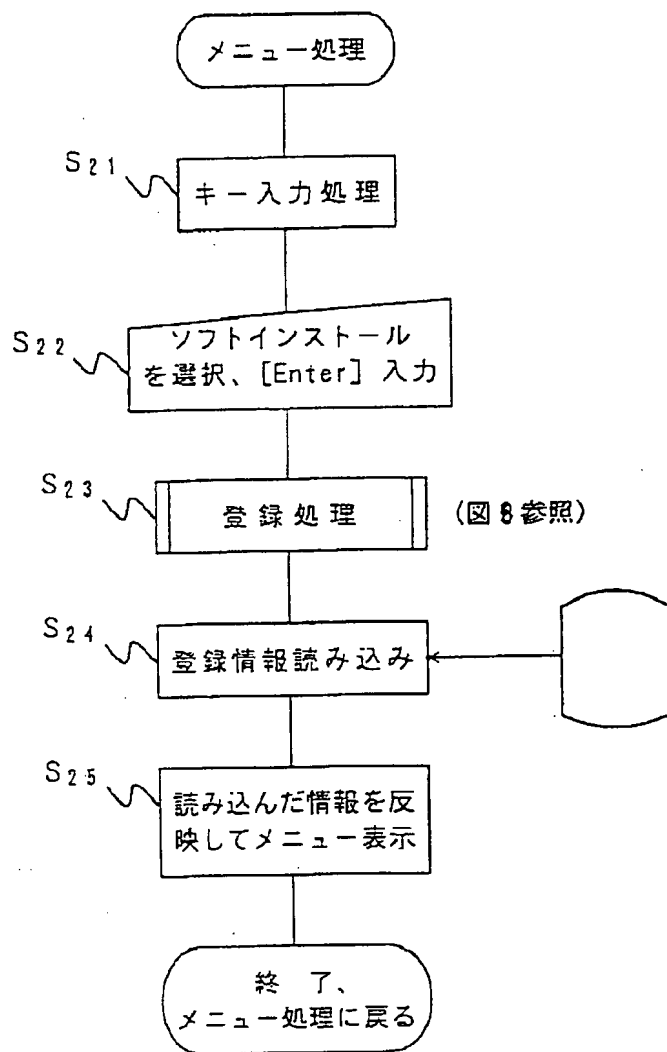 メニュー処理
S21
キー入力処理
S22
ソフトインストール
を選択、[Enter] 入力
S23
登録処理
(図8参照)
S24
登録情報読み込み
S25
読み込んだ情報を反
映してメニュー表示
終 了、
メニュー処理に戻る